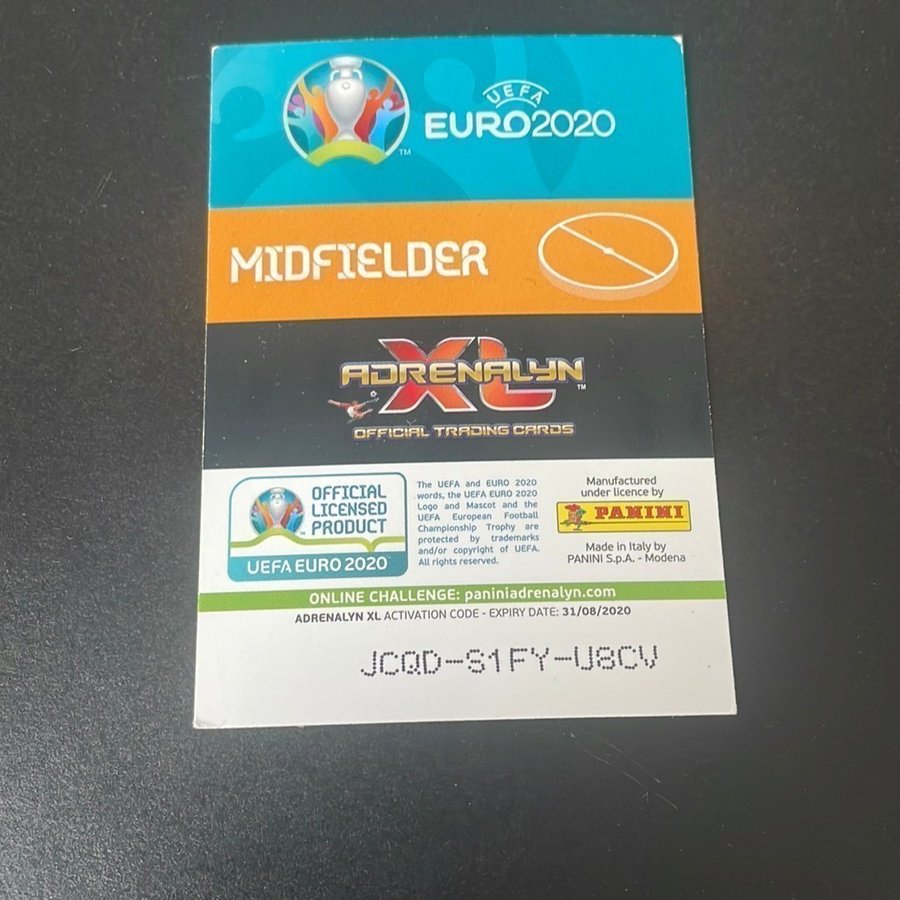 UEFA
EURO2020
TM
MIDFIELDER
ADRENALYN XL
TM
OFFICIAL TRADING CARDS
OFFICIAL
LICENSED
PRODUCT
UEFA EURO 2020
The UEFA and EURO 2020
words, the UEFA EURO 2020
Logo and Mascot and the
UEFA European Football
Championship Trophy are
protected by trademarks
and/or copyright of UEFA.
All rights reserved.
Manufactured
under licence by
PANINI
Made in Italy by
PANINI S.p.A. - Modena
ONLINE CHALLENGE: paniniadrenalyn.com
ADRENALYN XL ACTIVATION CODE - EXPIRY DATE: 31/08/2020
JCQD-S1FY-U8CV